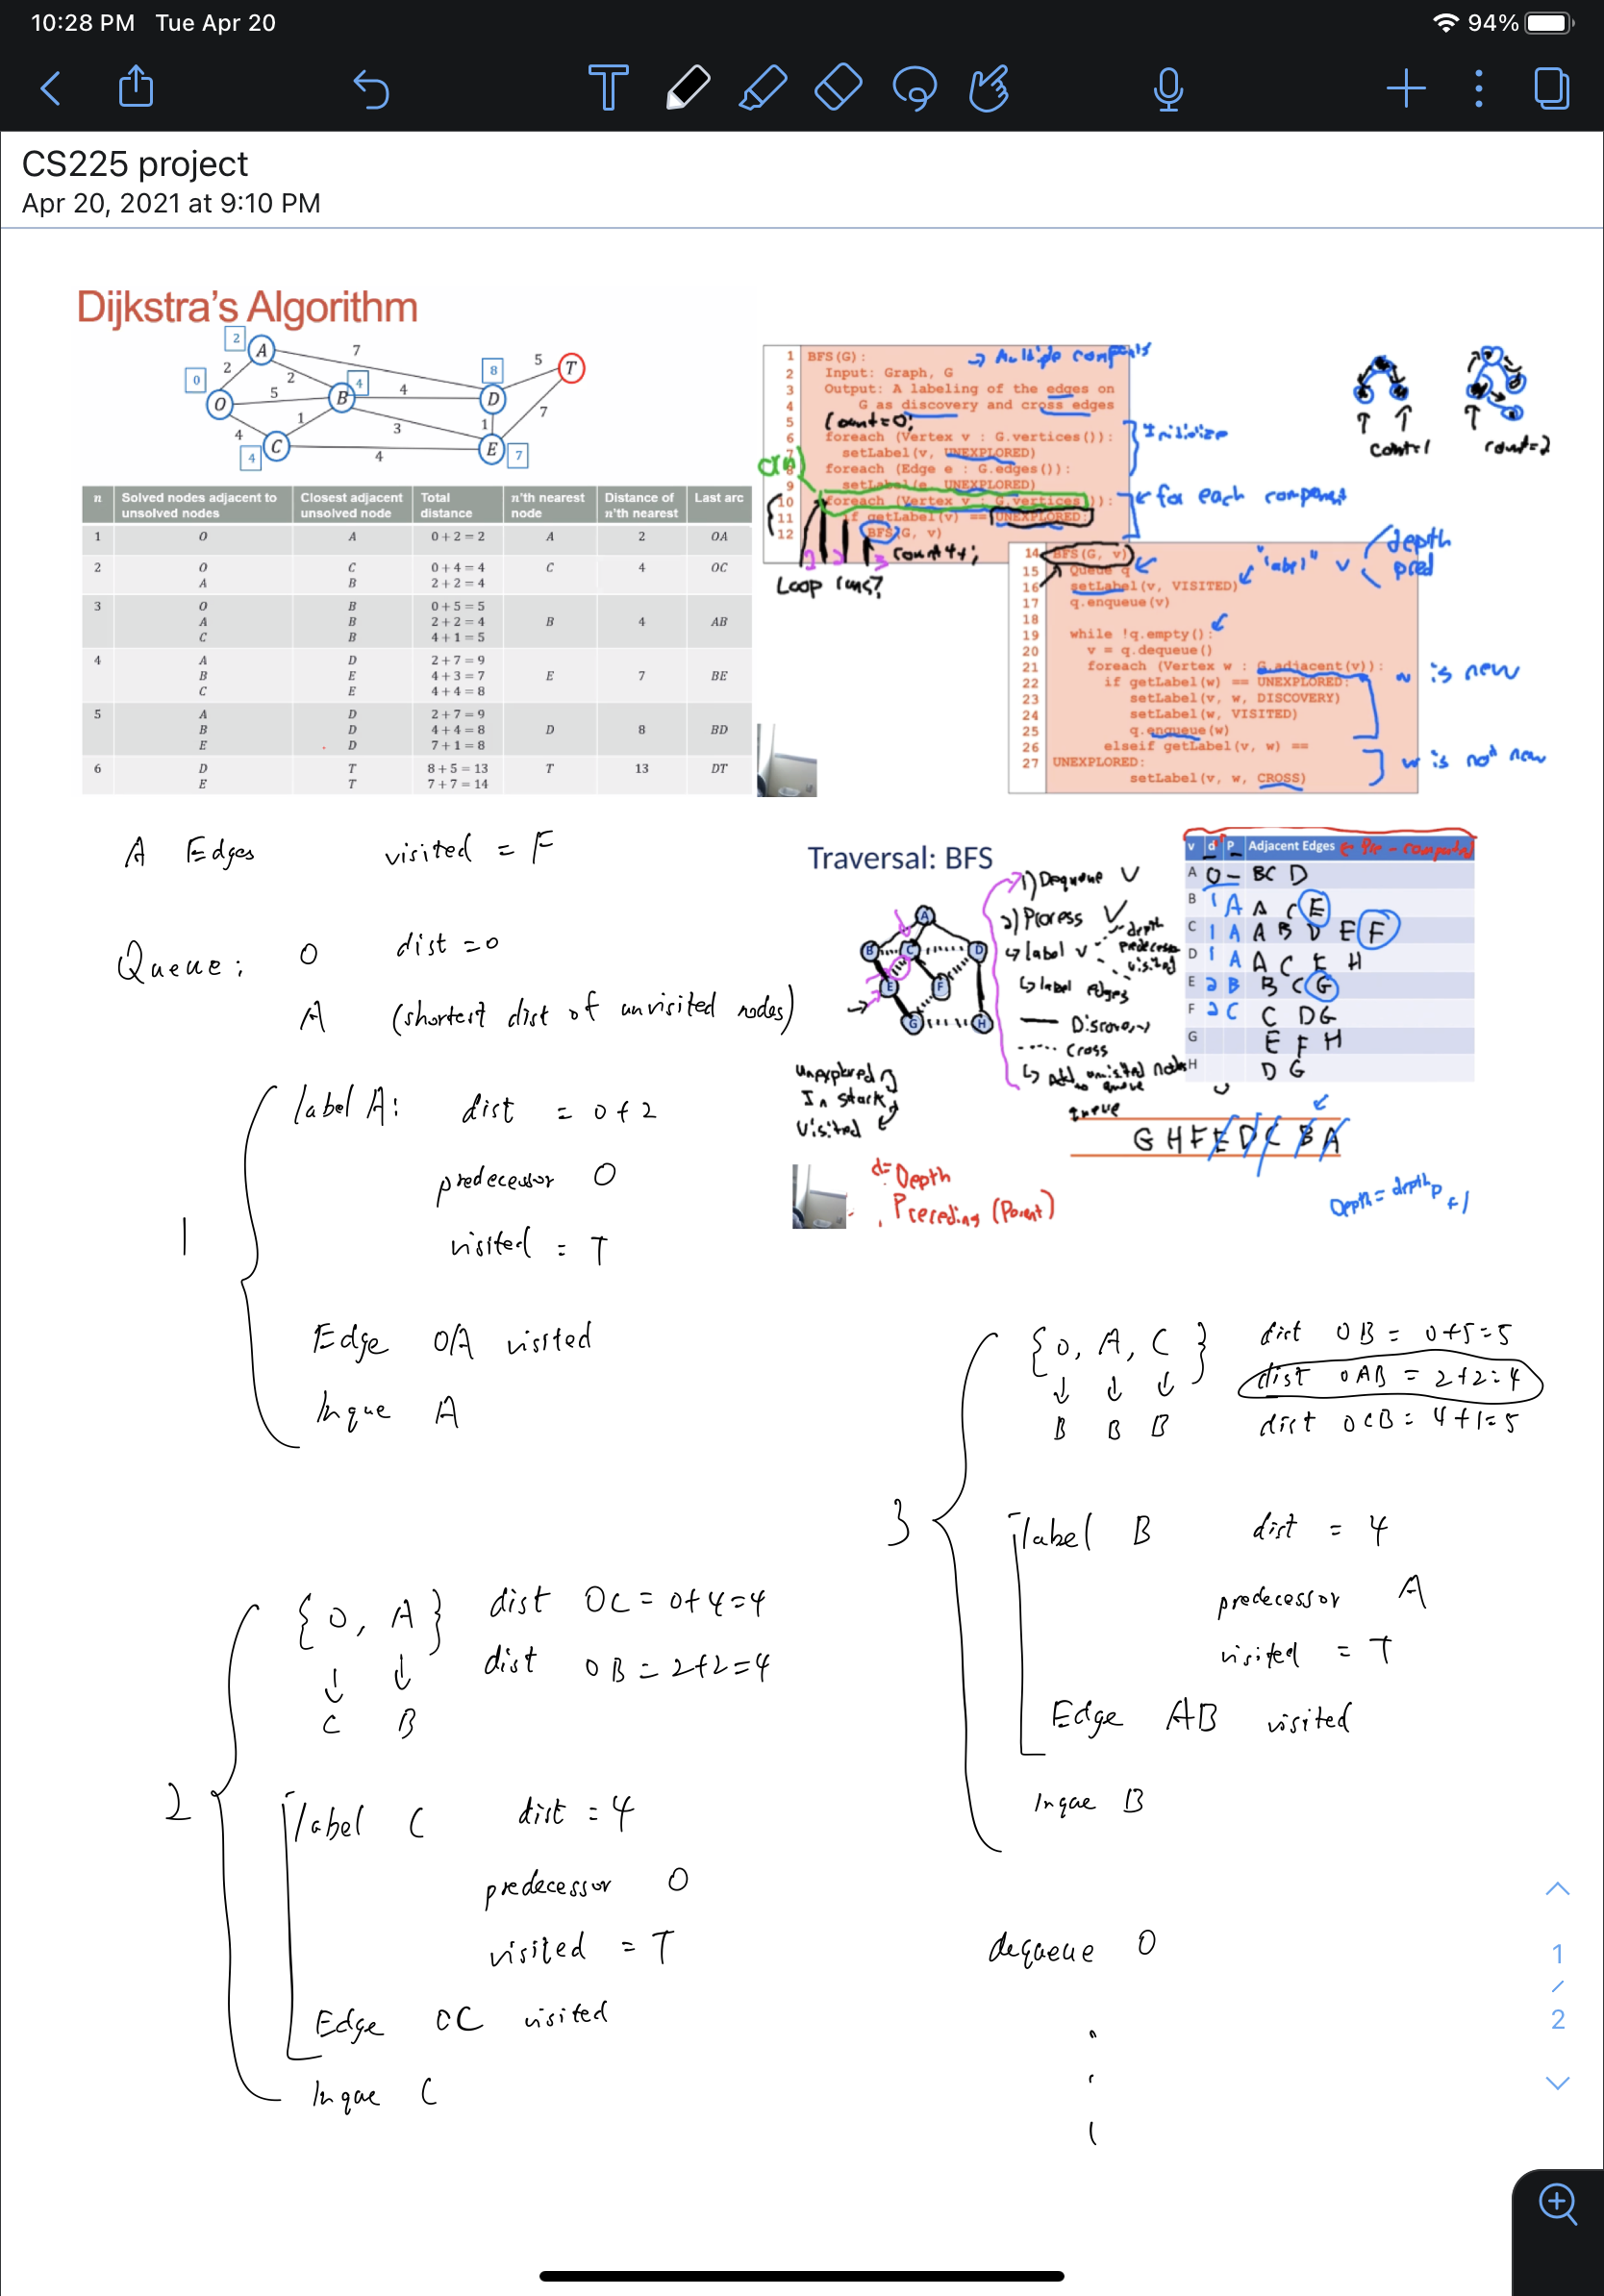 10:28 PM Tue Apr 20
94%
CS225 project
Apr 20, 2021 at 9:10 PM
Dijkstra's Algorithm
2 A 7 5 T
0 2 2 4 8
O 5 B 4 D
4 1 3 1 7
4 C 4 E 7
n Solved nodes adjacent to unsolved nodes Closest adjacent unsolved node Total distance n'th nearest node Distance of n'th nearest Last arc
1 O A 0 + 2 = 2 A 2 OA
2 O C 0 + 4 = 4 C 4 OC
A B 2 + 2 = 4
3 O B 0 + 5 = 5
A B 2 + 2 = 4 B 4 AB
C B 4 + 1 = 5
4 A D 2 + 7 = 9
B E 4 + 3 = 7 E 7 BE
C E 4 + 4 = 8
5 A D 2 + 7 = 9
B D 4 + 4 = 8 D 8 BD
E D 7 + 1 = 8
6 D T 8 + 5 = 13 T 13 DT
E T 7 + 7 = 14
1 BFS(G):
2 Input: Graph, G
3 Output: A labeling of the edges on
4 G as discovery and cross edges
5 Count=0;
6 foreach (Vertex v : G.vertices()):
7 setLabel(v, UNEXPLORED)
8 foreach (Edge e : G.edges()):
9 setLabel(e, UNEXPLORED)
10 foreach (Vertex v : G.vertices()):
11 if getLabel(v) == UNEXPLORED:
12 BFS(G, v)
count++;
for each component
Loop runs?
count=2
14 BFS(G, v)
15 Queue q
16 setLabel(v, VISITED)
17 q.enqueue(v)
18
19 while !q.empty():
20 v = q.dequeue()
21 foreach (Vertex w : G.adjacent(v)):
22 if getLabel(w) == UNEXPLORED:
23 setLabel(v, w, DISCOVERY)
24 setLabel(w, VISITED)
25 q.enqueue(w)
26 elseif getLabel(v, w) ==
27 UNEXPLORED:
setLabel(v, w, CROSS)
"label" v
depth
pred
w is new
w is not new
A Edges visited = F
Queue: O dist = 0
A (shortest dist of unvisited nodes)
1
label A: dist = 0+2
predecessor O
visited = T
Edge OA visited
Inque A
Traversal: BFS
A
B C D
E F
G H
1) Dequeue V
2) Process V
label v
depth
predecessor
visited
label edges
Discovery
Cross
Add unvisited nodes to queue
Unexplored
In stack
Visited
v d P Adjacent Edges
A 0 – B C D
B 1 A A C E
C 1 A A B D E F
D 1 A A C F H
E 2 B B C G
F 2 C C D G
G E F H
H D G
queue
G H F E D C B A
d = Depth
Preceding (Parent)
Depth = depth p +1
2
{O, A} dist OC = 0+4=4
dist OB = 2+2=4
C B
label C dist = 4
predecessor O
visited = T
Edge OC visited
Inque C
3
{O, A, C} dist OB = 0+5=5
dist OAB = 2+2=4
B B B dist OCB = 4+1=5
label B dist = 4
predecessor A
visited = T
Edge AB visited
Inque B
dequeue O
1
/
2